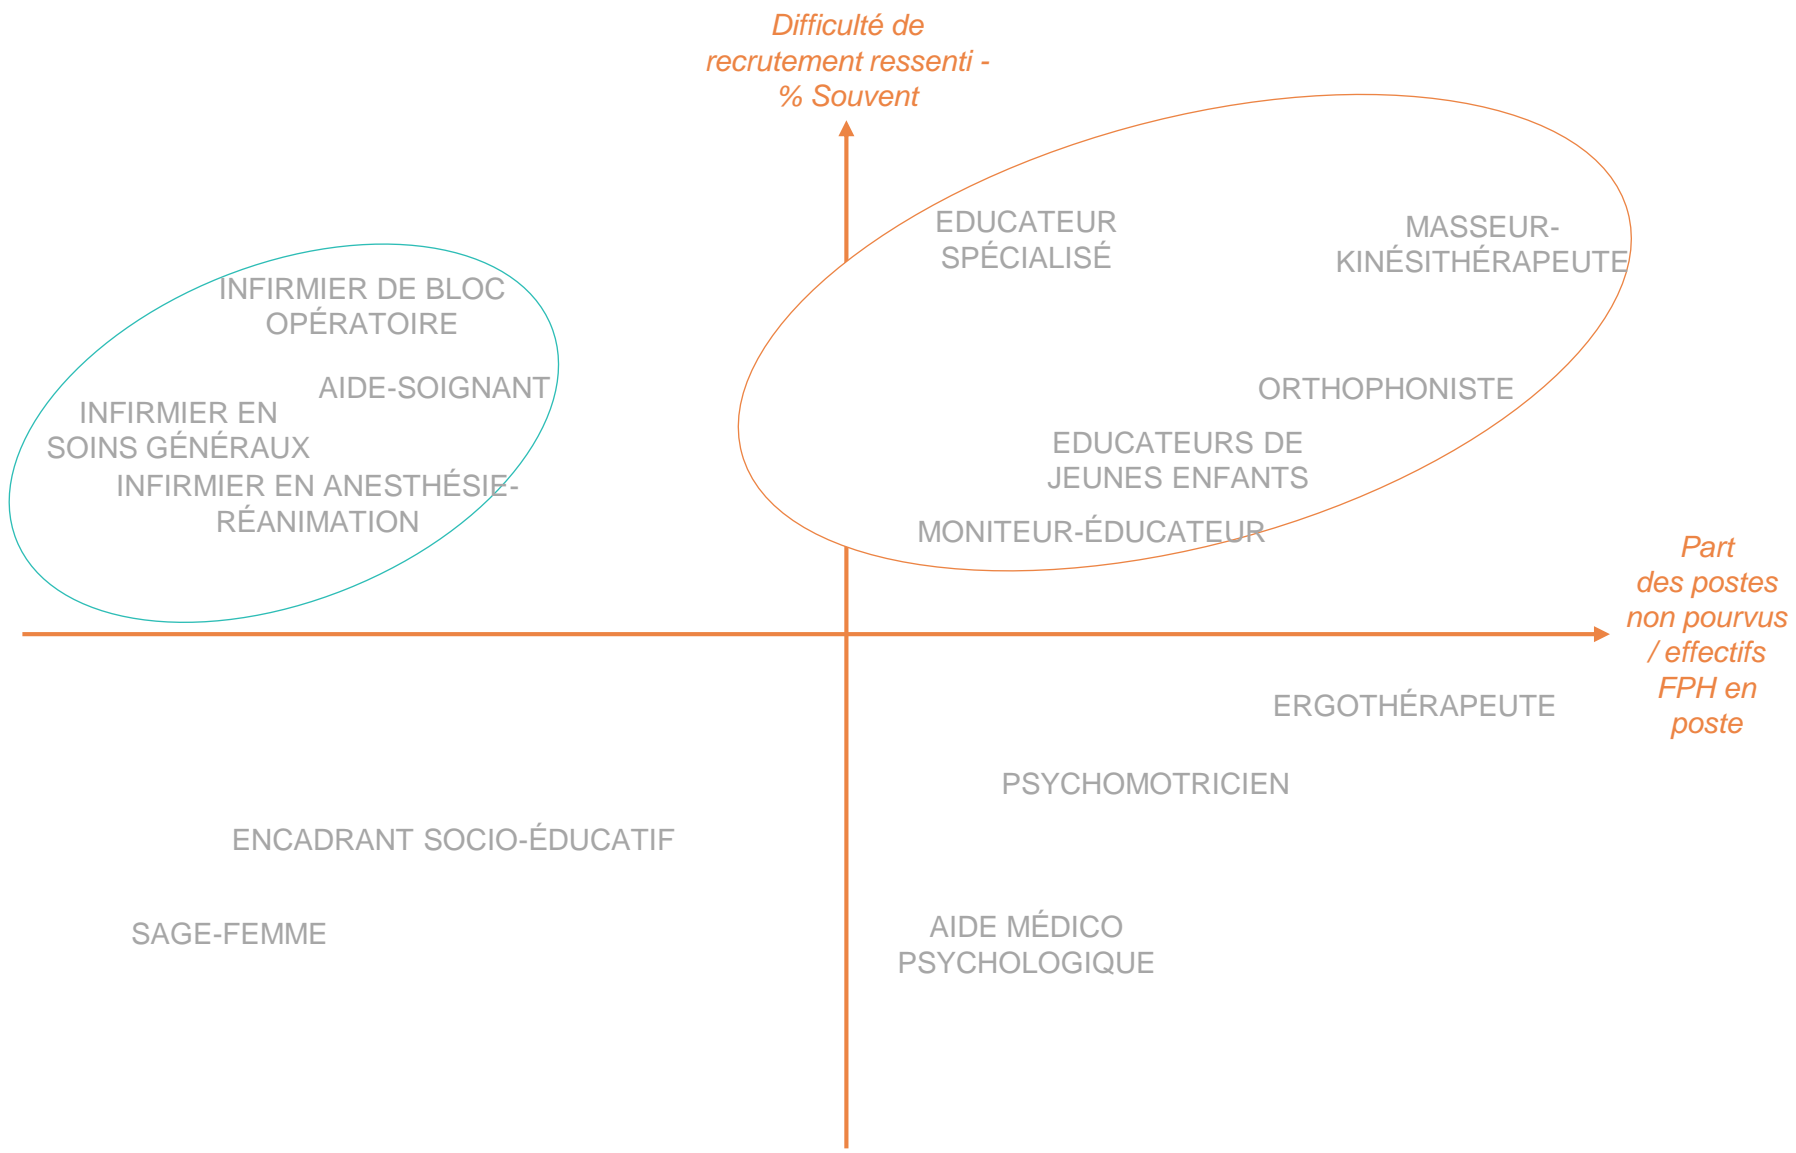 Difficulté de
recrutement ressenti -
% Souvent
EDUCATEUR
SPÉCIALISÉ
MASSEUR-
KINÉSITHÉRAPEUTE
INFIRMIER DE BLOC
OPÉRATOIRE
AIDE-SOIGNANT
ORTHOPHONISTE
INFIRMIER EN
SOINS GÉNÉRAUX
EDUCATEURS DE
JEUNES ENFANTS
INFIRMIER EN ANESTHÉSIE-
RÉANIMATION
MONITEUR-ÉDUCATEUR
Part
des postes
non pourvus
/ effectifs
FPH en
poste
ERGOTHÉRAPEUTE
PSYCHOMOTRICIEN
ENCADRANT SOCIO-ÉDUCATIF
SAGE-FEMME
AIDE MÉDICO
PSYCHOLOGIQUE